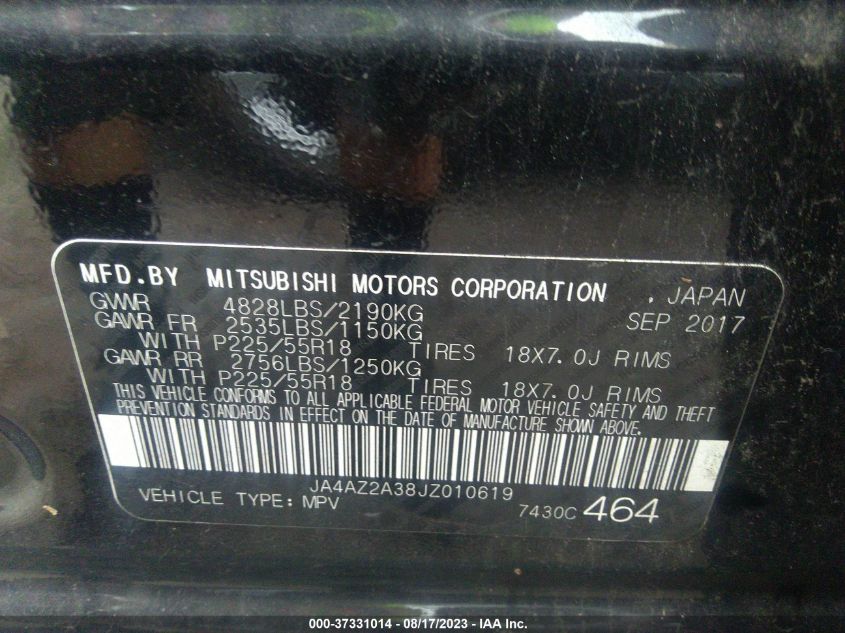 MFD.BY MITSUBISHI MOTORS CORPORATION , JAPAN
GVWR 4828LBS/2190KG SEP 2017
GAWR FR 2535LBS/1150KG
WITH P225/55R18 TIRES 18X7.0J RIMS
GAWR RR 2756LBS/1250KG
WITH P225/55R18 TIRES 18X7.0J RIMS
THIS VEHICLE CONFORMS TO ALL APPLICABLE FEDERAL MOTOR VEHICLE SAFETY AND THEFT
PREVENTION STANDARDS IN EFFECT ON THE DATE OF MANUFACTURE SHOWN ABOVE.
JA4AZ2A38JZ010619
VEHICLE TYPE: MPV 7430C 464
000-37331014 - 08/17/2023 - IAA Inc.